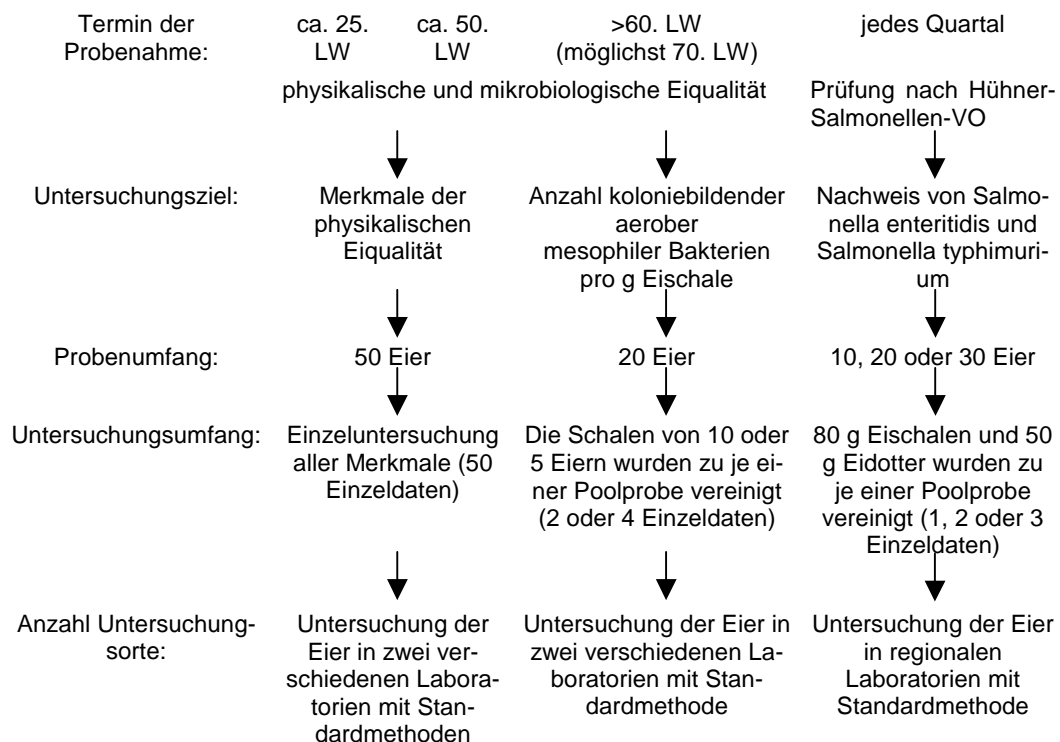 Termin der
Probenahme:
ca. 25.
LW
ca. 50.
LW
>60. LW
(möglichst 70. LW)
jedes Quartal
physikalische und mikrobiologische Eiqualität
Prüfung nach Hühner-
Salmonellen-VO
Untersuchungsziel:
Merkmale der
physikalischen
Eiqualität
Anzahl koloniebildender
aerober
mesophiler Bakterien
pro g Eischale
Nachweis von Salmo-
nella enteritidis und
Salmonella typhimuri-
um
Probenumfang:
50 Eier
20 Eier
10, 20 oder 30 Eier
Untersuchungsumfang:
Einzeluntersuchung
aller Merkmale (50
Einzeldaten)
Die Schalen von 10 oder
5 Eiern wurden zu je ei-
ner Poolprobe vereinigt
(2 oder 4 Einzeldaten)
80 g Eischalen und 50
g Eidotter wurden zu
je einer Poolprobe
vereinigt (1, 2 oder 3
Einzeldaten)
Anzahl Untersuchung-
sorte:
Untersuchung der
Eier in zwei ver-
schiedenen Labora-
torien mit Stan-
dardmethoden
Untersuchung der Eier in
zwei verschiedenen La-
boratorien mit Stan-
dardmethode
Untersuchung der Eier
in regionalen
Laboratorien mit
Standardmethode